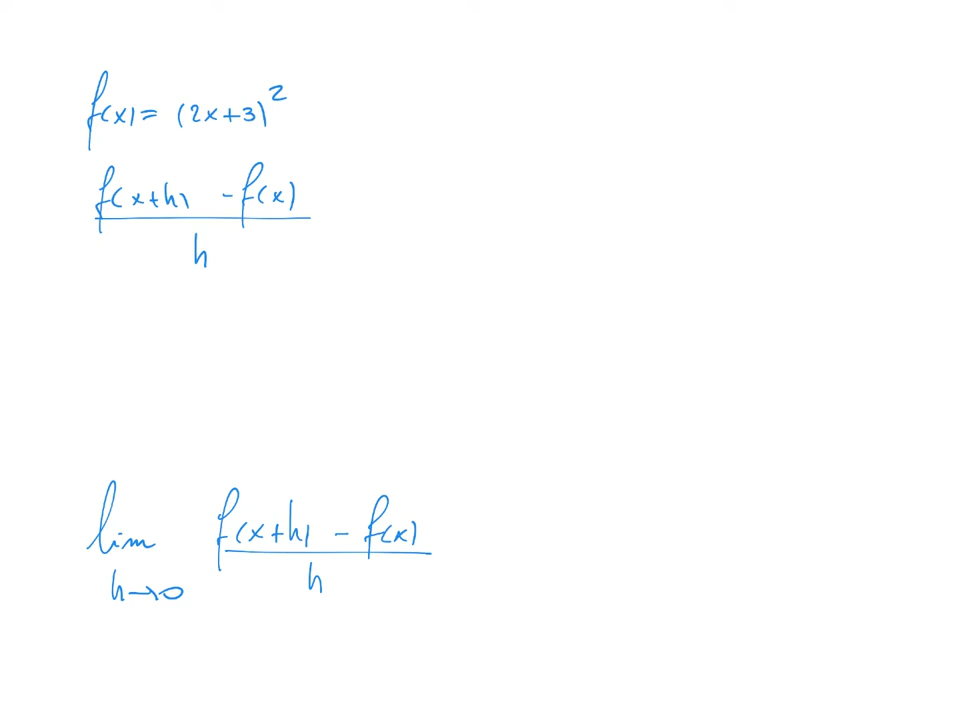 f(x) = (2x+3)²
f(x+h) - f(x)
h
lim f(x+h) - f(x)
h→0 h